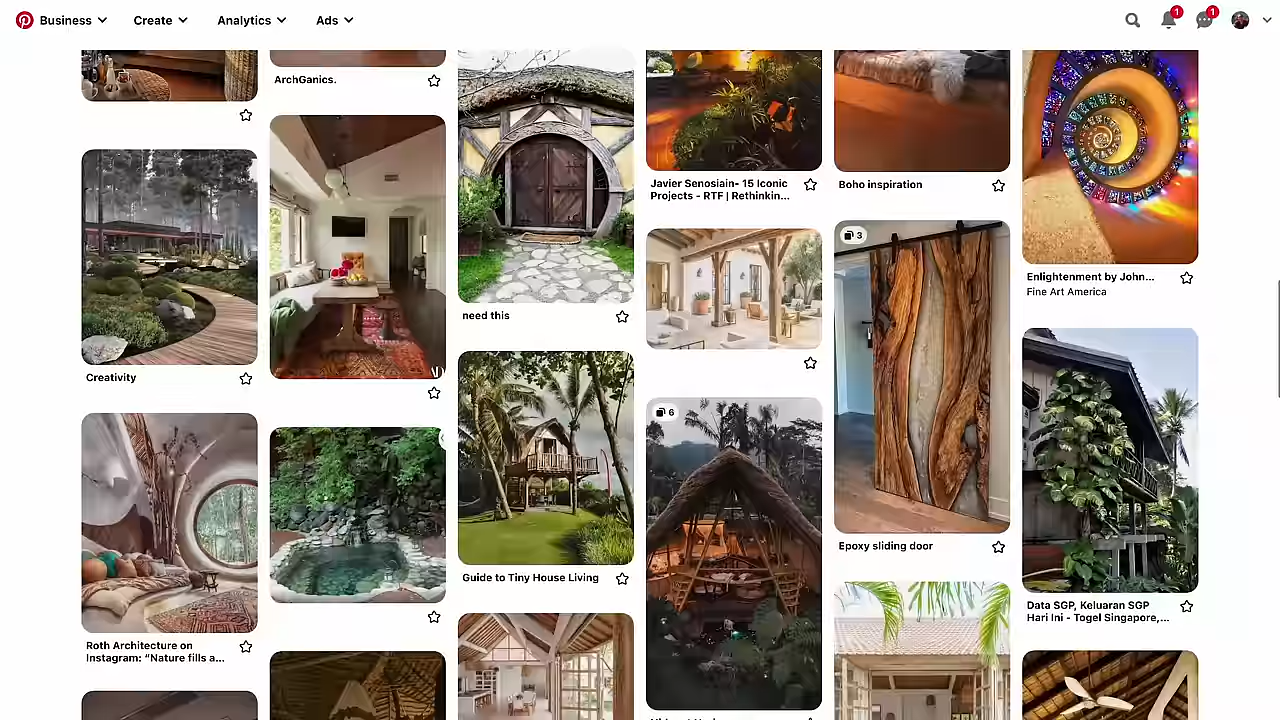 Business
Create
Analytics
Ads
1
1
ArchGanics.
Creativity
need this
Javier Senosiain- 15 Iconic
Projects - RTF | Rethinkin...
Boho inspiration
3
Enlightenment by John...
Fine Art America
6
Roth Architecture on
Instagram: “Nature fills a...
Guide to Tiny House Living
Epoxy sliding door
Data SGP, Keluaran SGP
Hari Ini - Togel Singapore,...